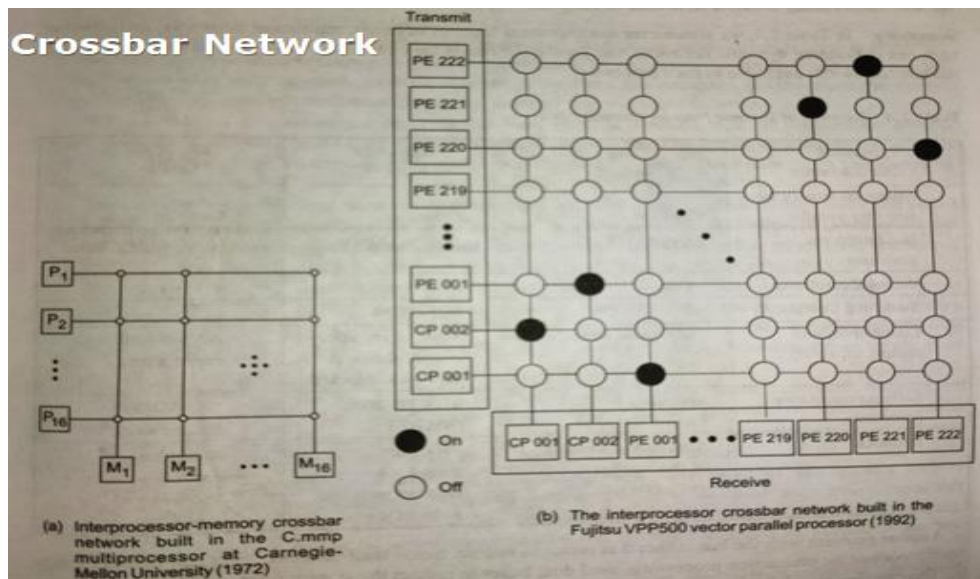 Crossbar Network
Transmit
PE 222
PE 221
PE 220
PE 219
PE 001
CP 002
CP 001
P1
P2
P16
M1 M2 M16
On
Off
CP 001 CP 002 PE 001 PE 219 PE 220 PE 221 PE 222
Receive
(a) Interprocessor-memory crossbar
network built in the C.mmp
multiprocessor at Carnegie-
Mellon University (1972)
(b) The interprocessor crossbar network built in the
Fujitsu VPP500 vector parallel processor (1992)